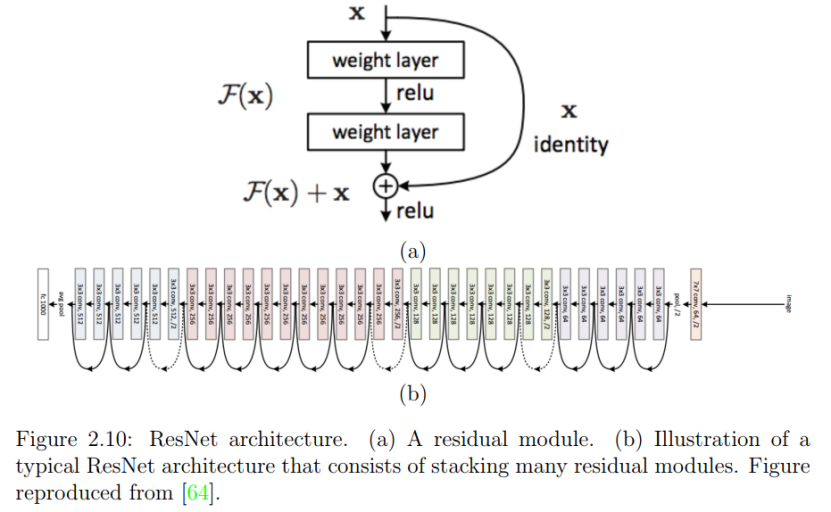 x
weight layer
F(x)
relu
x
weight layer
identity
F(x) + x
relu
(a)
fc 1000
avg pool
3x3 conv, 512
3x3 conv, 512
3x3 conv, 512
3x3 conv, 512
3x3 conv, 512
3x3 conv, 512, /2
3x3 conv, 256
3x3 conv, 256
3x3 conv, 256
3x3 conv, 256
3x3 conv, 256
3x3 conv, 256
3x3 conv, 256
3x3 conv, 256
3x3 conv, 256
3x3 conv, 256
3x3 conv, 256
3x3 conv, 256, /2
3x3 conv, 128
3x3 conv, 128
3x3 conv, 128
3x3 conv, 128
3x3 conv, 128
3x3 conv, 128
3x3 conv, 128
3x3 conv, 128, /2
3x3 conv, 64
3x3 conv, 64
3x3 conv, 64
3x3 conv, 64
3x3 conv, 64
3x3 conv, 64
pool, /2
7x7 conv, 64, /2
image
(b)
Figure 2.10: ResNet architecture. (a) A residual module. (b) Illustration of a
typical ResNet architecture that consists of stacking many residual modules. Figure
reproduced from [64].